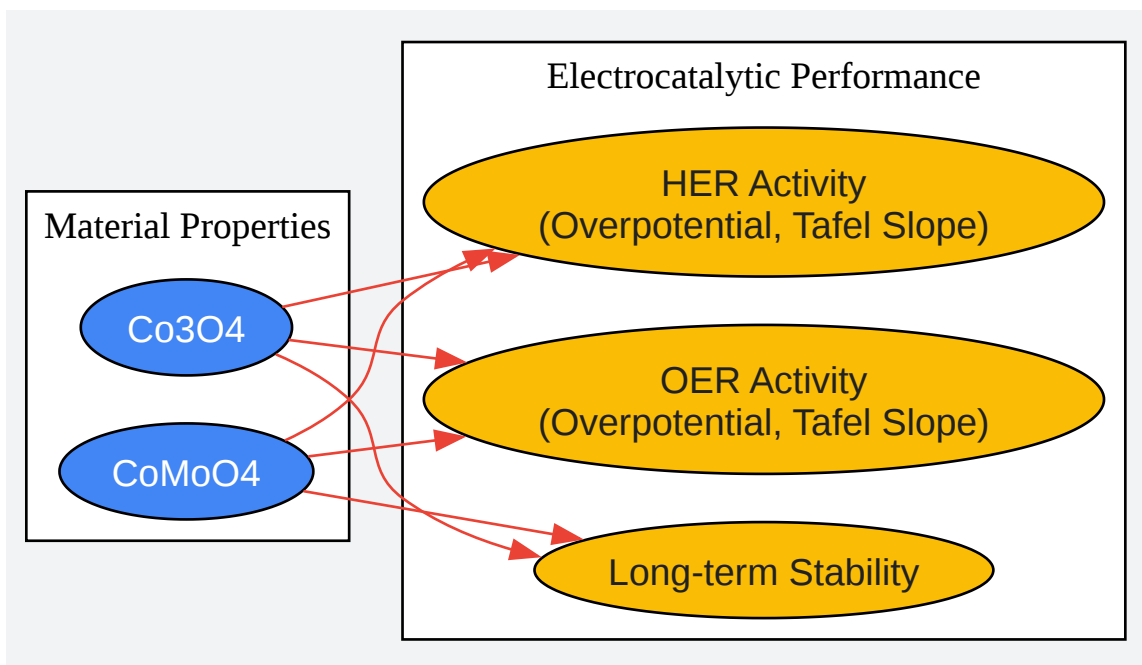 Material Properties
Co3O4
CoMoO4
Electrocatalytic Performance
HER Activity
(Overpotential, Tafel Slope)
OER Activity
(Overpotential, Tafel Slope)
Long-term Stability